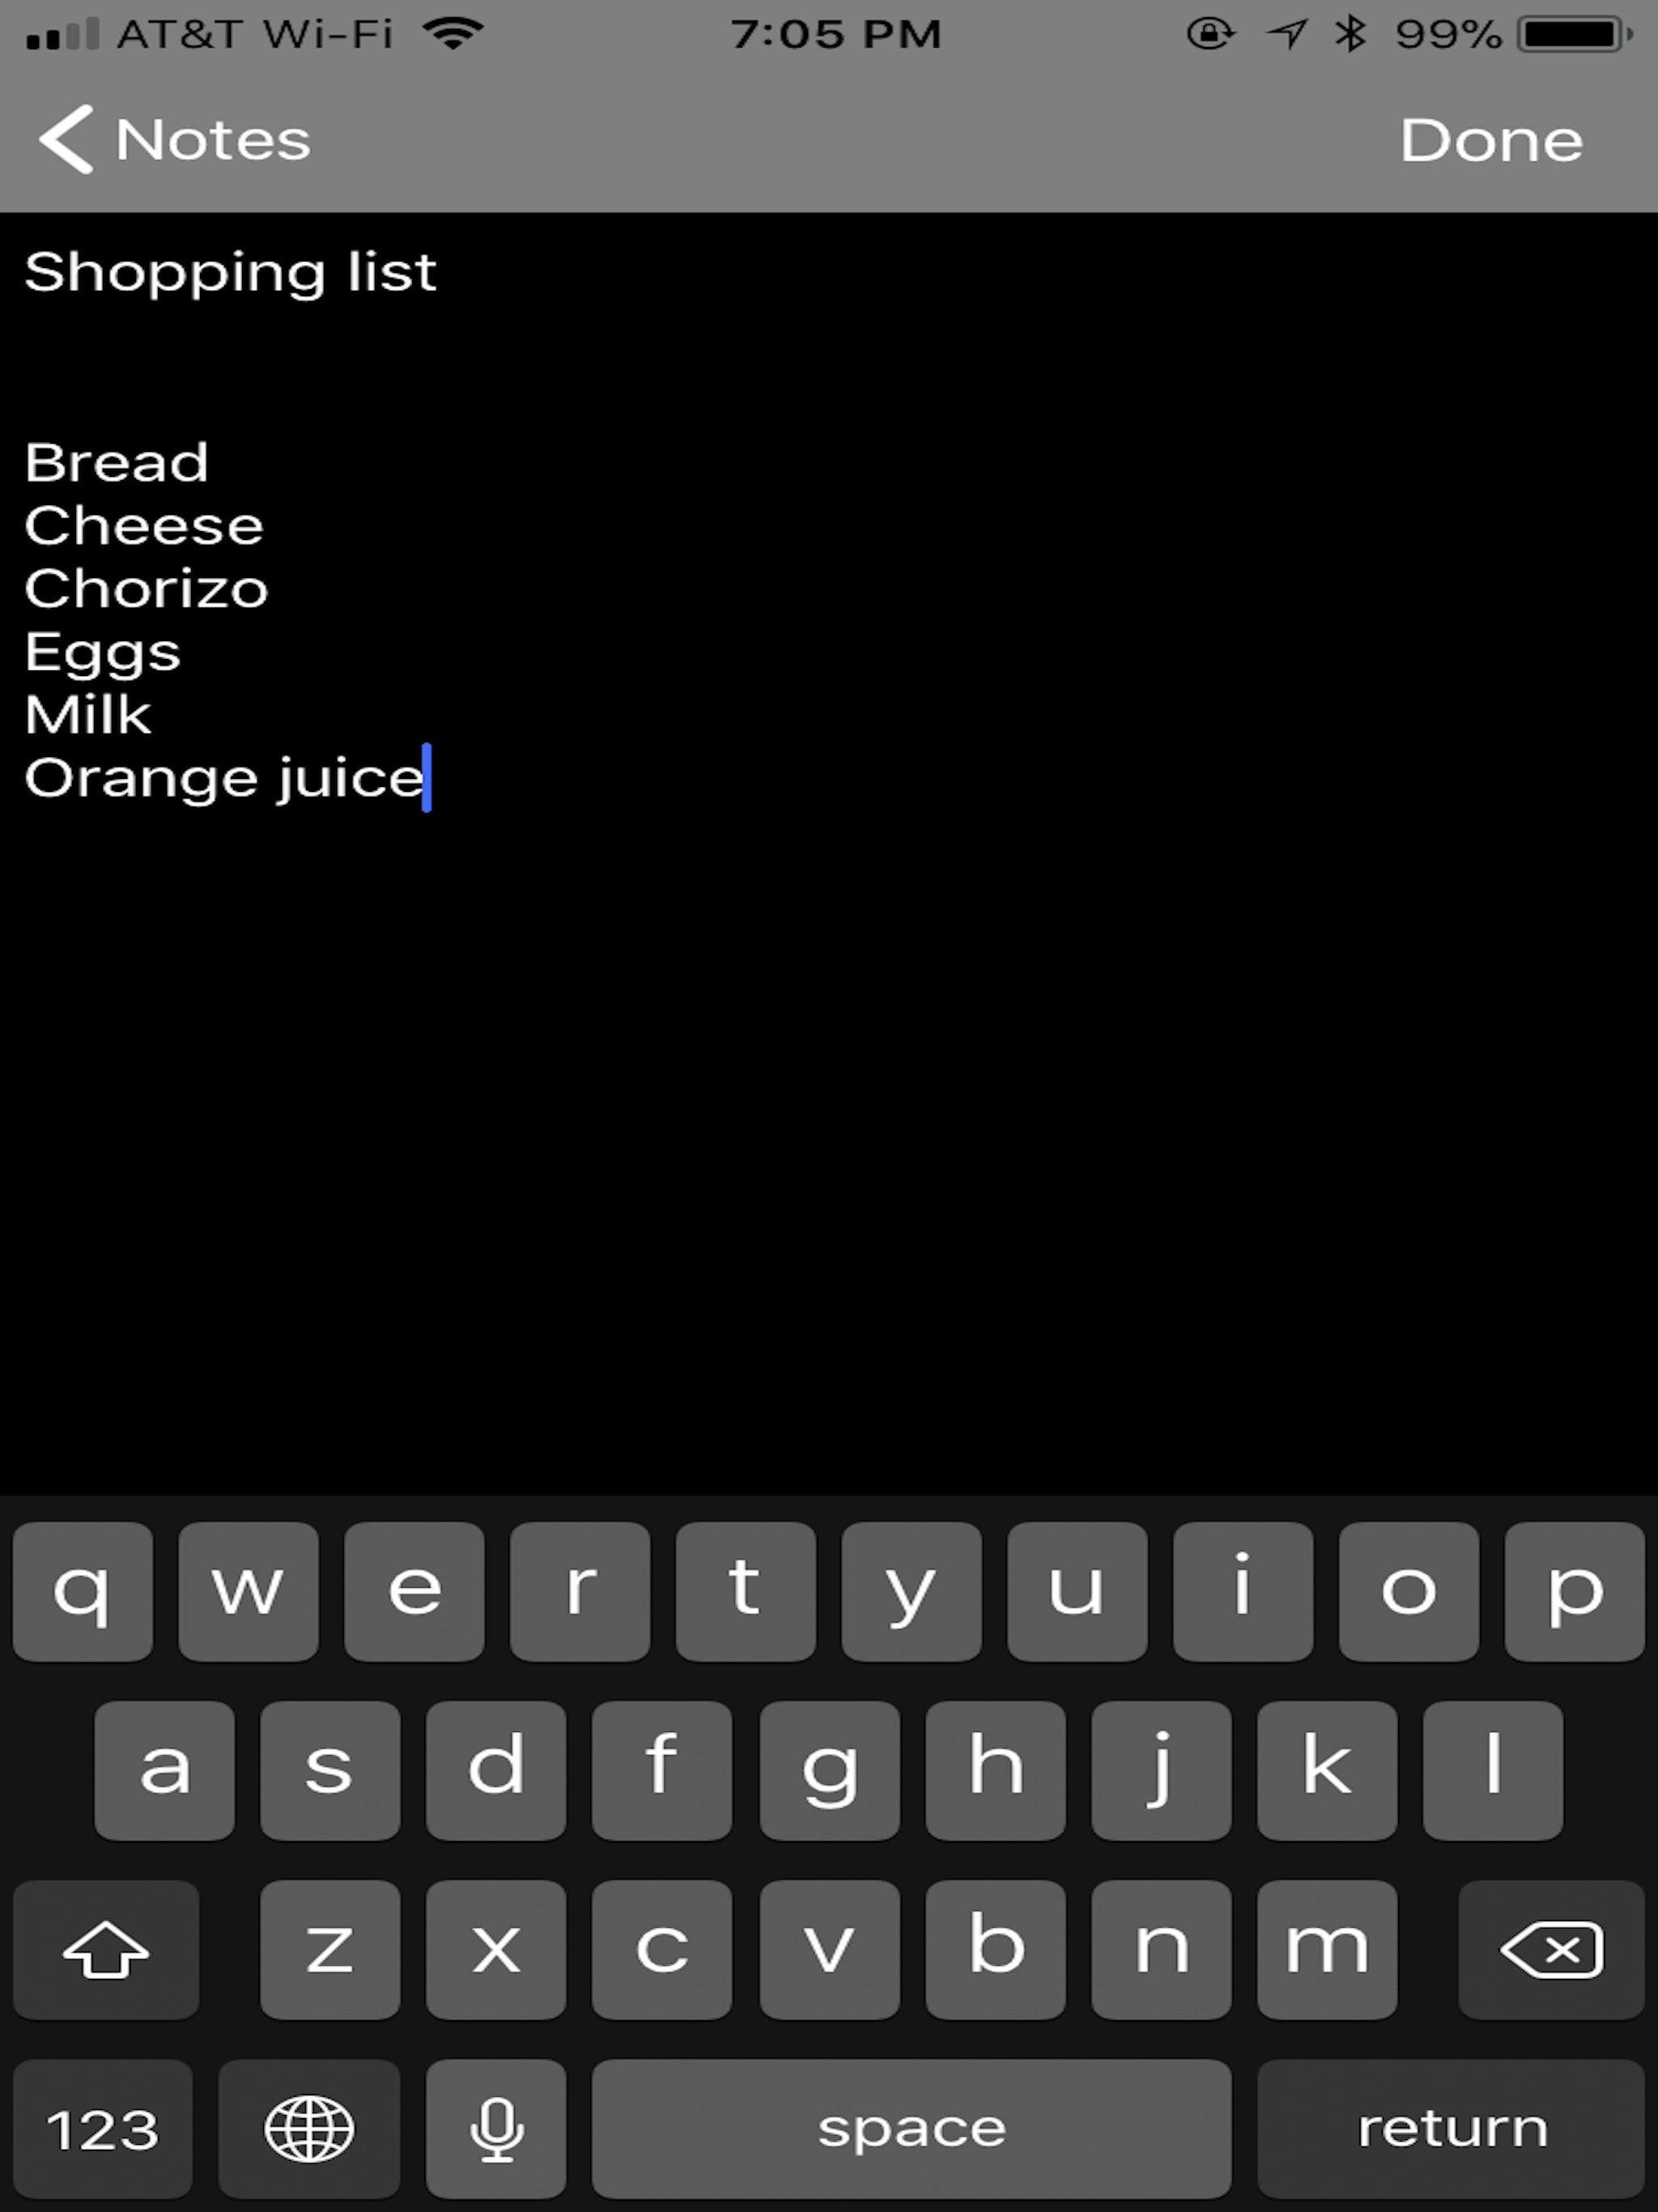 AT&T Wi-Fi 7:05 PM 99%
Notes Done
Shopping list
Bread
Cheese
Chorizo
Eggs
Milk
Orange juice
q w e r t y u i o p
a s d f g h j k l
z x c v b n m
123 space return